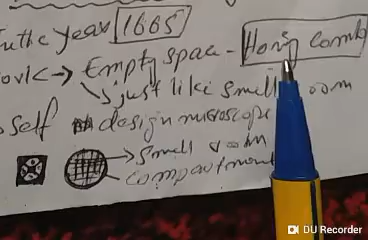 In the year 1665
work → Empty space - Honey comb
just like small room
self design microscope
small room
compartment
DU Recorder